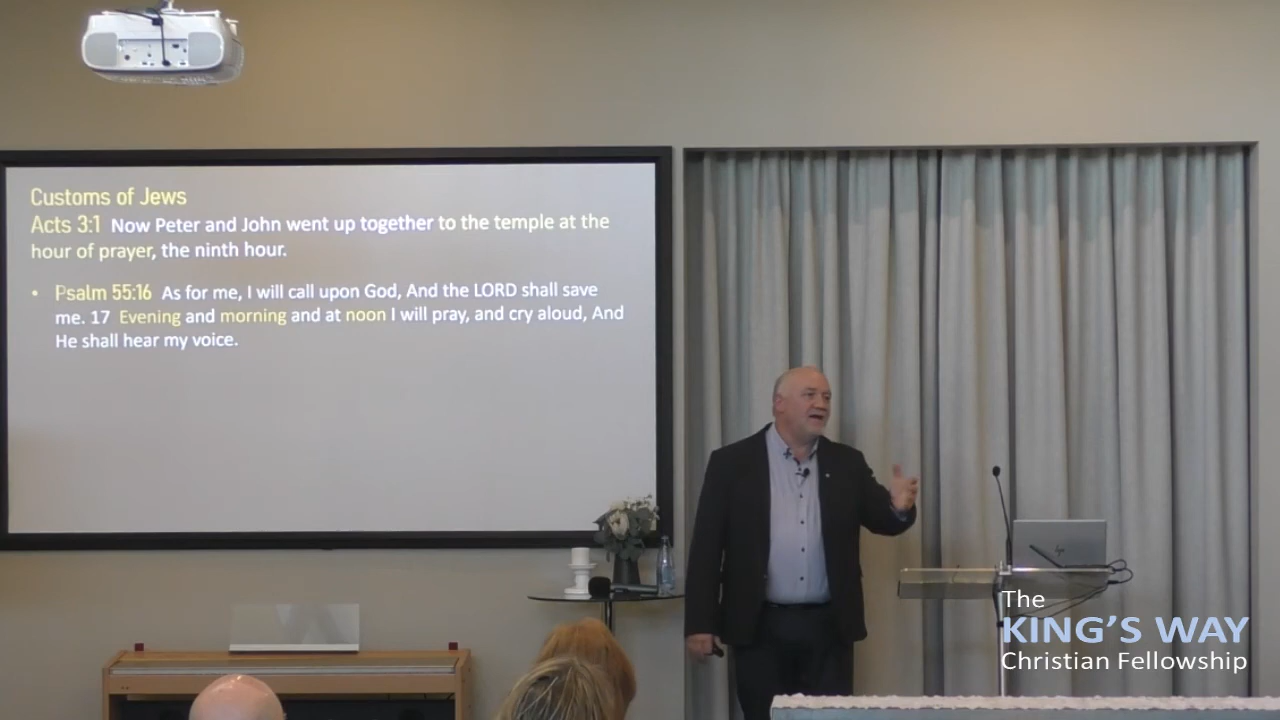 Customs of Jews
Acts 3:1 Now Peter and John went up together to the temple at the
hour of prayer, the ninth hour.
• Psalm 55:16 As for me, I will call upon God, And the LORD shall save
me. 17 Evening and morning and at noon I will pray, and cry aloud, And
He shall hear my voice.
The
KING'S WAY
Christian Fellowship